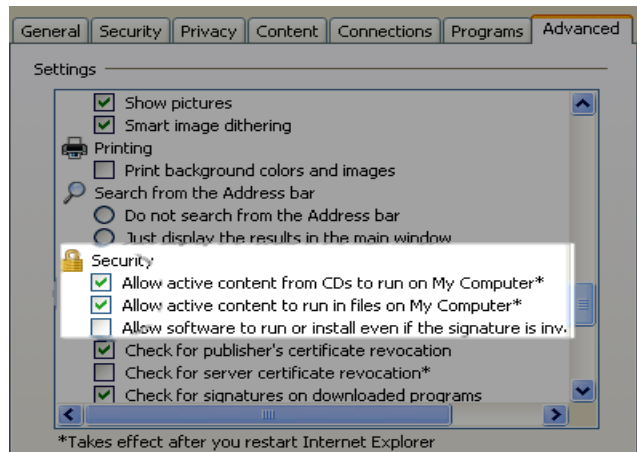 General Security Privacy Content Connections Programs Advanced
Settings
Show pictures
Smart image dithering
Printing
Print background colors and images
Search from the Address bar
Do not search from the Address bar
Just display the results in the main window
Security
Allow active content from CDs to run on My Computer*
Allow active content to run in files on My Computer*
Allow software to run or install even if the signature is
Check for publisher's certificate revocation
Check for server certificate revocation*
Check for signatures on downloaded programs
*Takes effect after you restart Internet Explorer